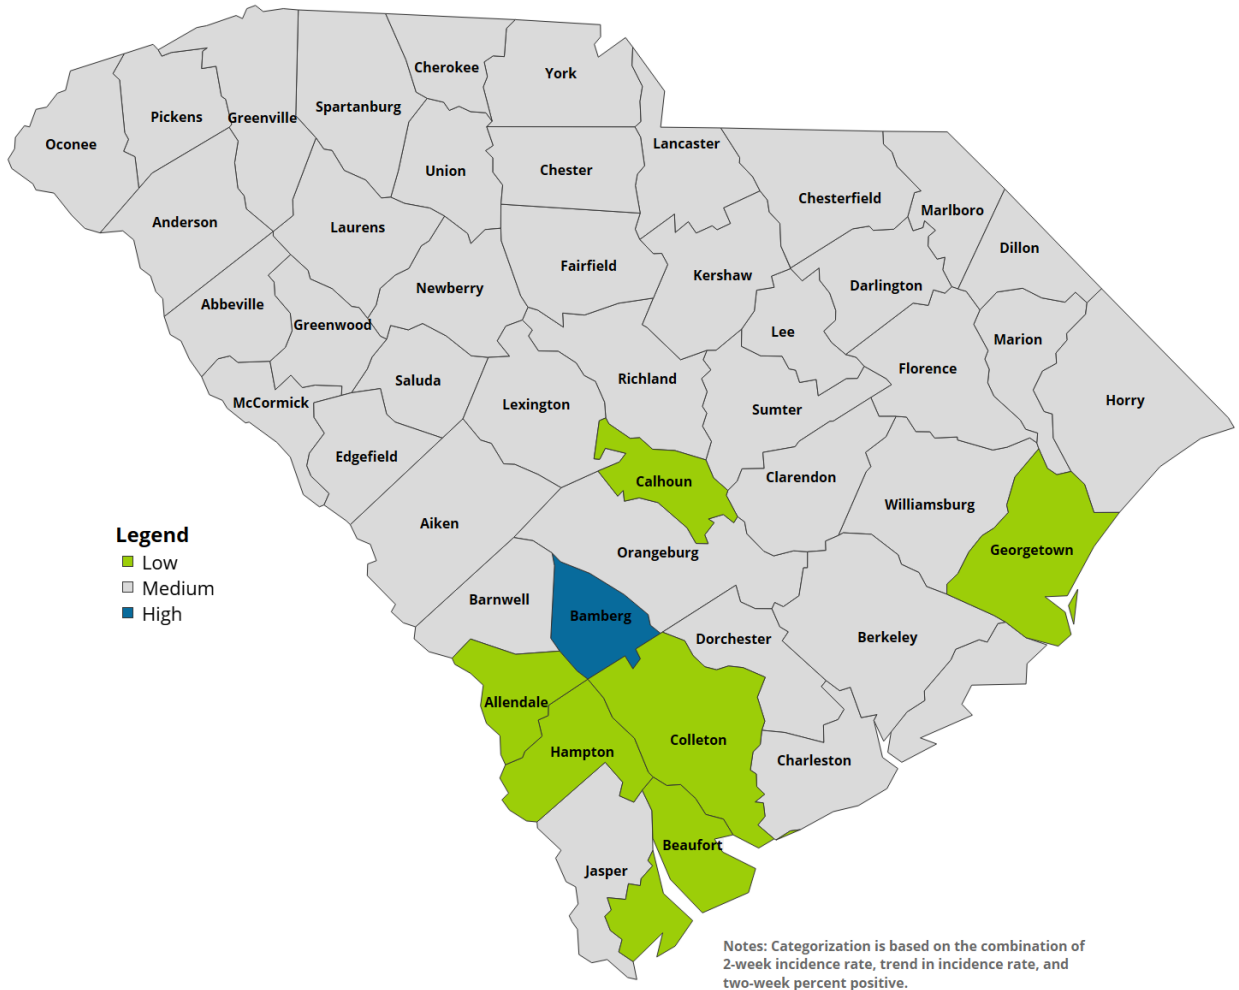 Cherokee
York
Spartanburg
Pickens
Greenville
Oconee
Lancaster
Union
Chester
Chesterfield
Marlboro
Anderson
Laurens
Dillon
Fairfield
Kershaw
Newberry
Darlington
Abbeville
Greenwood
Lee
Marion
Florence
Saluda
Richland
Horry
McCormick
Lexington
Sumter
Edgefield
Calhoun
Clarendon
Williamsburg
Aiken
Orangeburg
Georgetown
Legend
Low
Medium
High
Barnwell
Bamberg
Dorchester
Berkeley
Allendale
Colleton
Hampton
Charleston
Beaufort
Jasper
Notes: Categorization is based on the combination of
2-week incidence rate, trend in incidence rate, and
two-week percent positive.